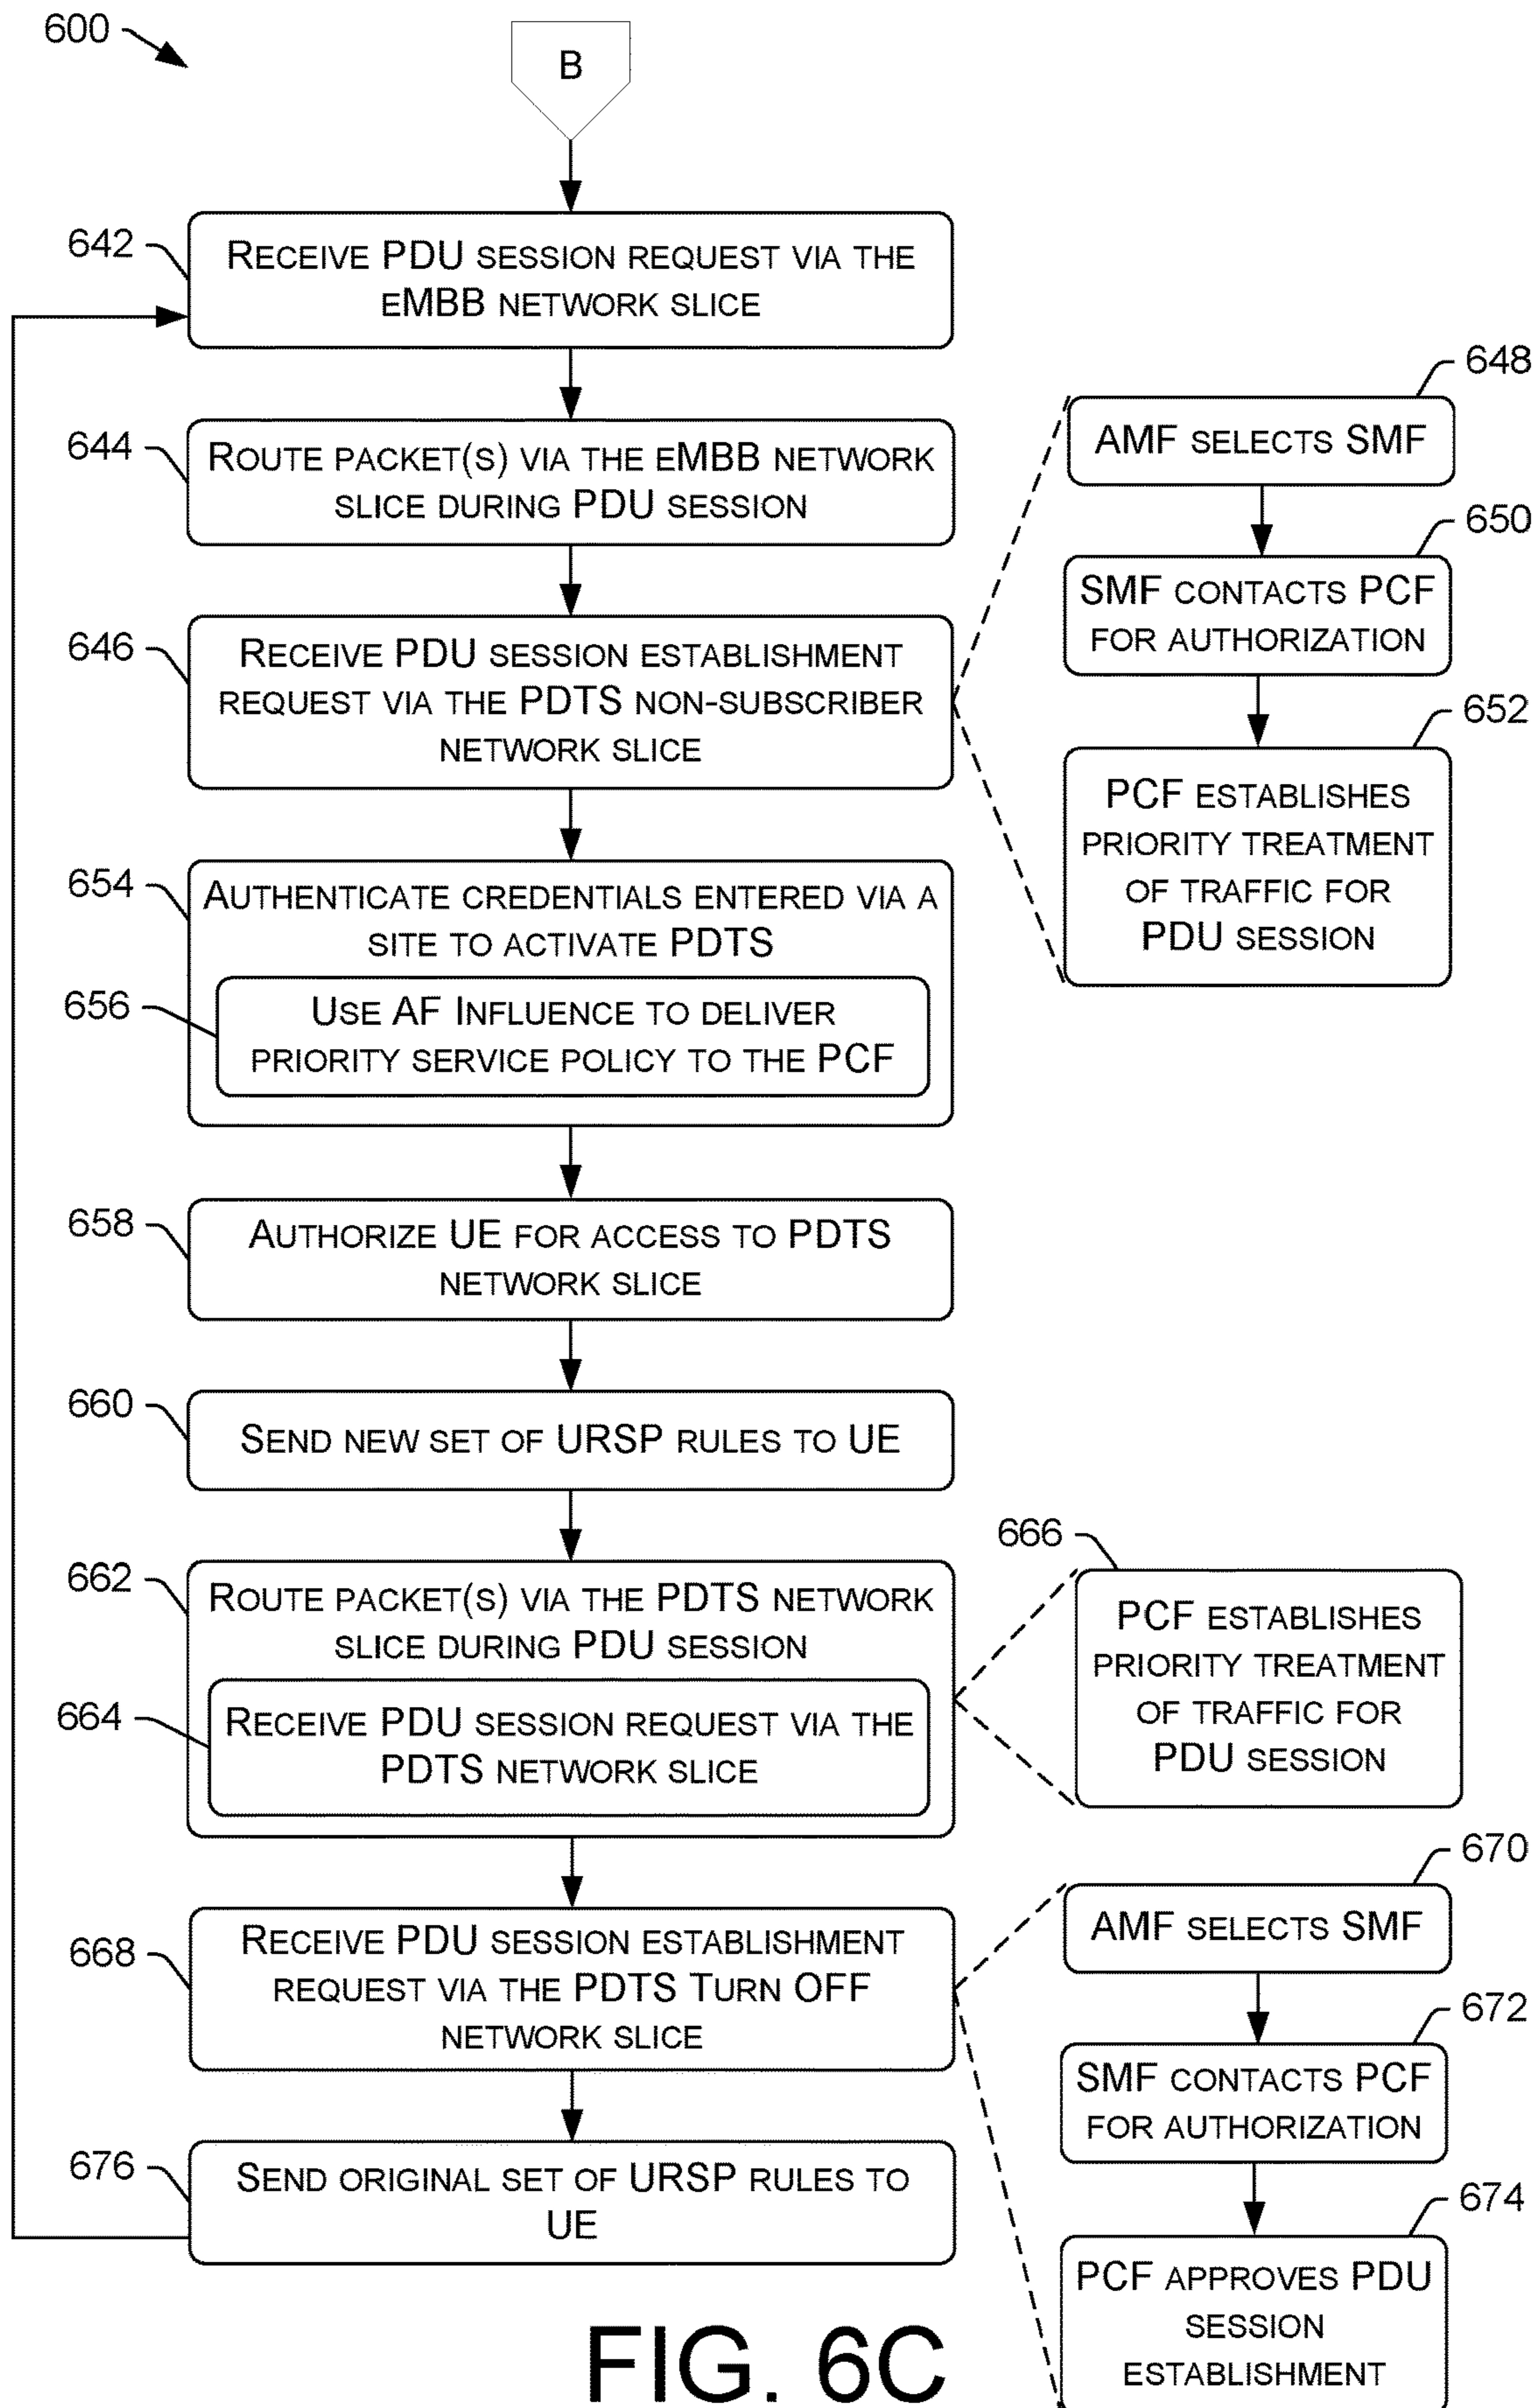 600
B
642
RECEIVE PDU SESSION REQUEST VIA THE
EMBB NETWORK SLICE
644
ROUTE PACKET(S) VIA THE EMBB NETWORK
SLICE DURING PDU SESSION
646
RECEIVE PDU SESSION ESTABLISHMENT
REQUEST VIA THE PDTS NON-SUBSCRIBER
NETWORK SLICE
648
AMF SELECTS SMF
650
SMF CONTACTS PCF
FOR AUTHORIZATION
652
PCF ESTABLISHES
PRIORITY TREATMENT
OF TRAFFIC FOR
PDU SESSION
654
AUTHENTICATE CREDENTIALS ENTERED VIA A
SITE TO ACTIVATE PDTS
656
USE AF INFLUENCE TO DELIVER
PRIORITY SERVICE POLICY TO THE PCF
658
AUTHORIZE UE FOR ACCESS TO PDTS
NETWORK SLICE
660
SEND NEW SET OF URSP RULES TO UE
662
ROUTE PACKET(S) VIA THE PDTS NETWORK
SLICE DURING PDU SESSION
664
RECEIVE PDU SESSION REQUEST VIA THE
PDTS NETWORK SLICE
666
PCF ESTABLISHES
PRIORITY TREATMENT
OF TRAFFIC FOR
PDU SESSION
668
RECEIVE PDU SESSION ESTABLISHMENT
REQUEST VIA THE PDTS TURN OFF
NETWORK SLICE
670
AMF SELECTS SMF
672
SMF CONTACTS PCF
FOR AUTHORIZATION
674
PCF APPROVES PDU
SESSION
ESTABLISHMENT
676
SEND ORIGINAL SET OF URSP RULES TO
UE
FIG. 6C